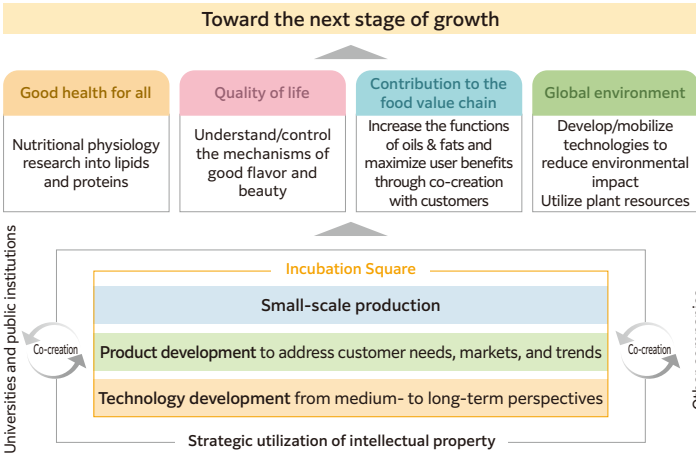 Toward the next stage of growth
Good health for all
Nutritional physiology
research into lipids
and proteins
Quality of life
Understand/control
the mechanisms of
good flavor and
beauty
Contribution to the
food value chain
Increase the functions
of oils & fats and
maximize user benefits
through co-creation
with customers
Global environment
Develop/mobilize
technologies to
reduce environmental
impact
Utilize plant resources
Universities and public institutions
Co-creation
Incubation Square
Small-scale production
Product development to address customer needs, markets, and trends
Technology development from medium- to long-term perspectives
Strategic utilization of intellectual property
Co-creation